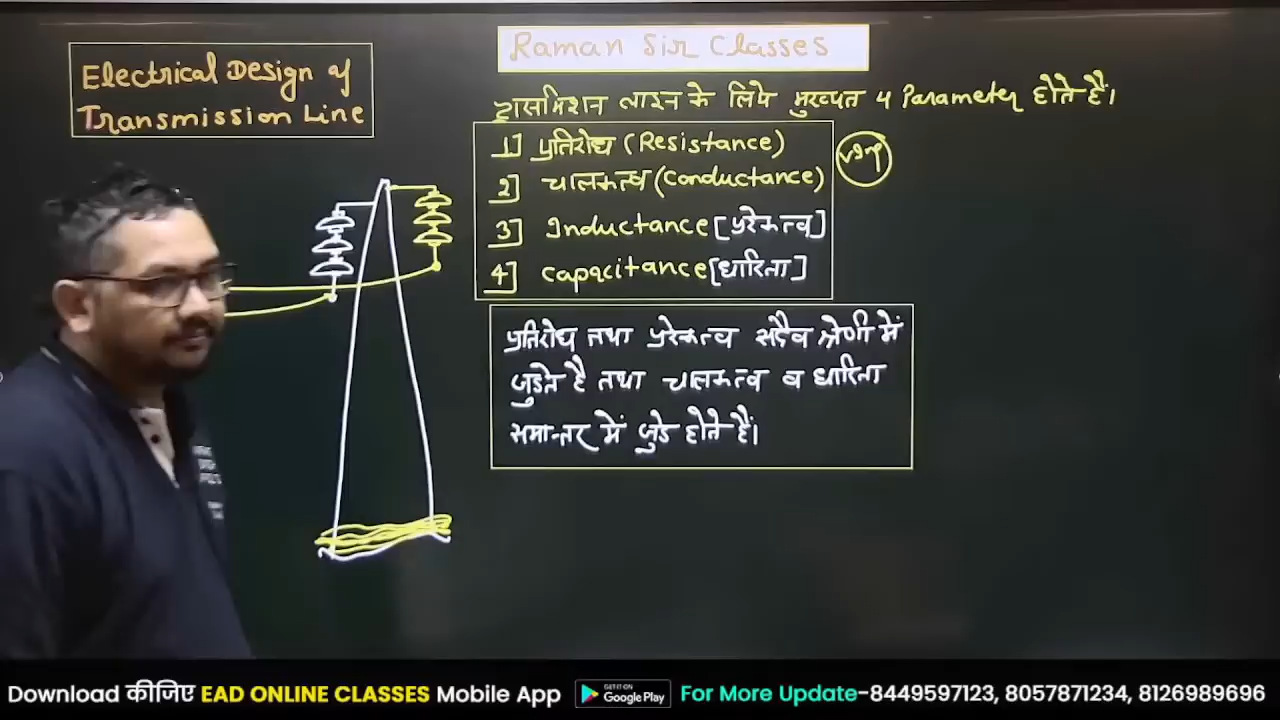 Raman Sir Classes
Electrical Design of
Transmission Line
ट्रासमिशन लाइन के लिये मुख्यत 4 Parameter होते हैं।
1] प्रतिरोध (Resistance)
2] चालकत्व (Conductance)
3] Inductance [प्रेरकत्व]
4] Capacitance [धारिता]
v.Imp
प्रतिरोध तथा प्रेरकत्व सदैव श्रेणी में
जुडते है तथा चालकत्व व धारिता
समान्तर में जुडे होते हैं।
Download कीजिए EAD ONLINE CLASSES Mobile App GET IT ON Google Play For More Update-8449597123, 8057871234, 8126989696